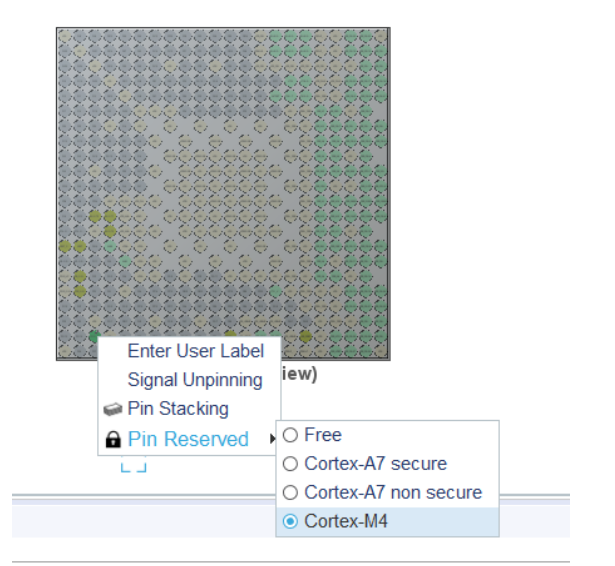 Enter User Label
Signal Unpinning
iew)
Pin Stacking
Pin Reserved
Free
Cortex-A7 secure
Cortex-A7 non secure
Cortex-M4